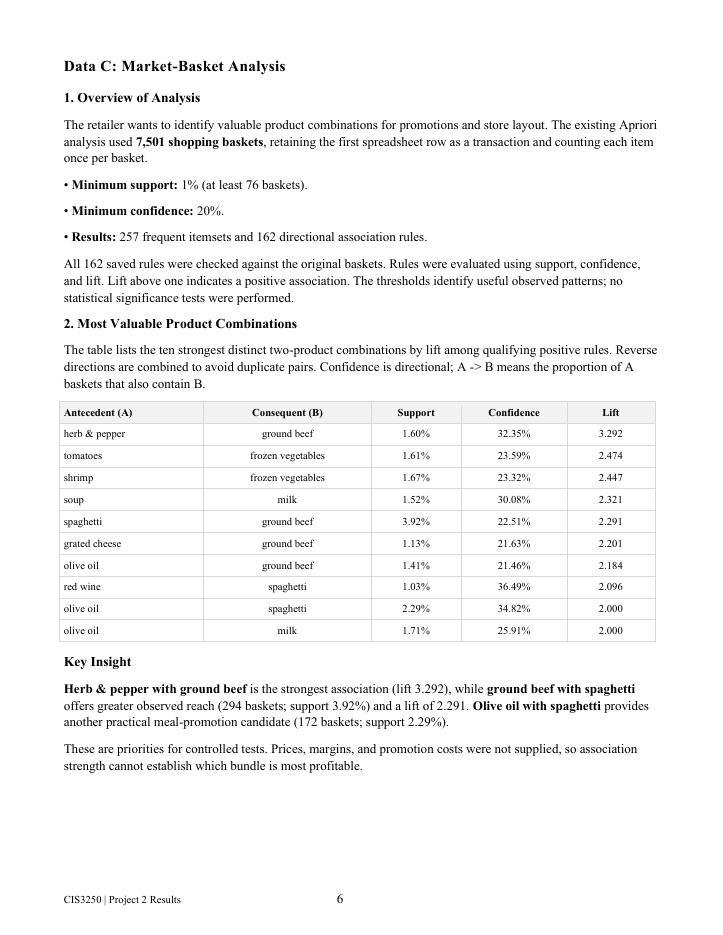 Data C: Market-Basket Analysis
1. Overview of Analysis
The retailer wants to identify valuable product combinations for promotions and store layout. The existing Apriori
analysis used 7,501 shopping baskets, retaining the first spreadsheet row as a transaction and counting each item
once per basket.
• Minimum support: 1% (at least 76 baskets).
• Minimum confidence: 20%.
• Results: 257 frequent itemsets and 162 directional association rules.
All 162 saved rules were checked against the original baskets. Rules were evaluated using support, confidence,
and lift. Lift above one indicates a positive association. The thresholds identify useful observed patterns; no
statistical significance tests were performed.
2. Most Valuable Product Combinations
The table lists the ten strongest distinct two-product combinations by lift among qualifying positive rules. Reverse
directions are combined to avoid duplicate pairs. Confidence is directional; A -> B means the proportion of A
baskets that also contain B.
Antecedent (A) Consequent (B) Support Confidence Lift
herb & pepper ground beef 1.60% 32.35% 3.292
tomatoes frozen vegetables 1.61% 23.59% 2.474
shrimp frozen vegetables 1.67% 23.32% 2.447
soup milk 1.52% 30.08% 2.321
spaghetti ground beef 3.92% 22.51% 2.291
grated cheese ground beef 1.13% 21.63% 2.201
olive oil ground beef 1.41% 21.46% 2.184
red wine spaghetti 1.03% 36.49% 2.096
olive oil spaghetti 2.29% 34.82% 2.000
olive oil milk 1.71% 25.91% 2.000
Key Insight
Herb & pepper with ground beef is the strongest association (lift 3.292), while ground beef with spaghetti
offers greater observed reach (294 baskets; support 3.92%) and a lift of 2.291. Olive oil with spaghetti provides
another practical meal-promotion candidate (172 baskets; support 2.29%).
These are priorities for controlled tests. Prices, margins, and promotion costs were not supplied, so association
strength cannot establish which bundle is most profitable.
CIS3250 | Project 2 Results 6